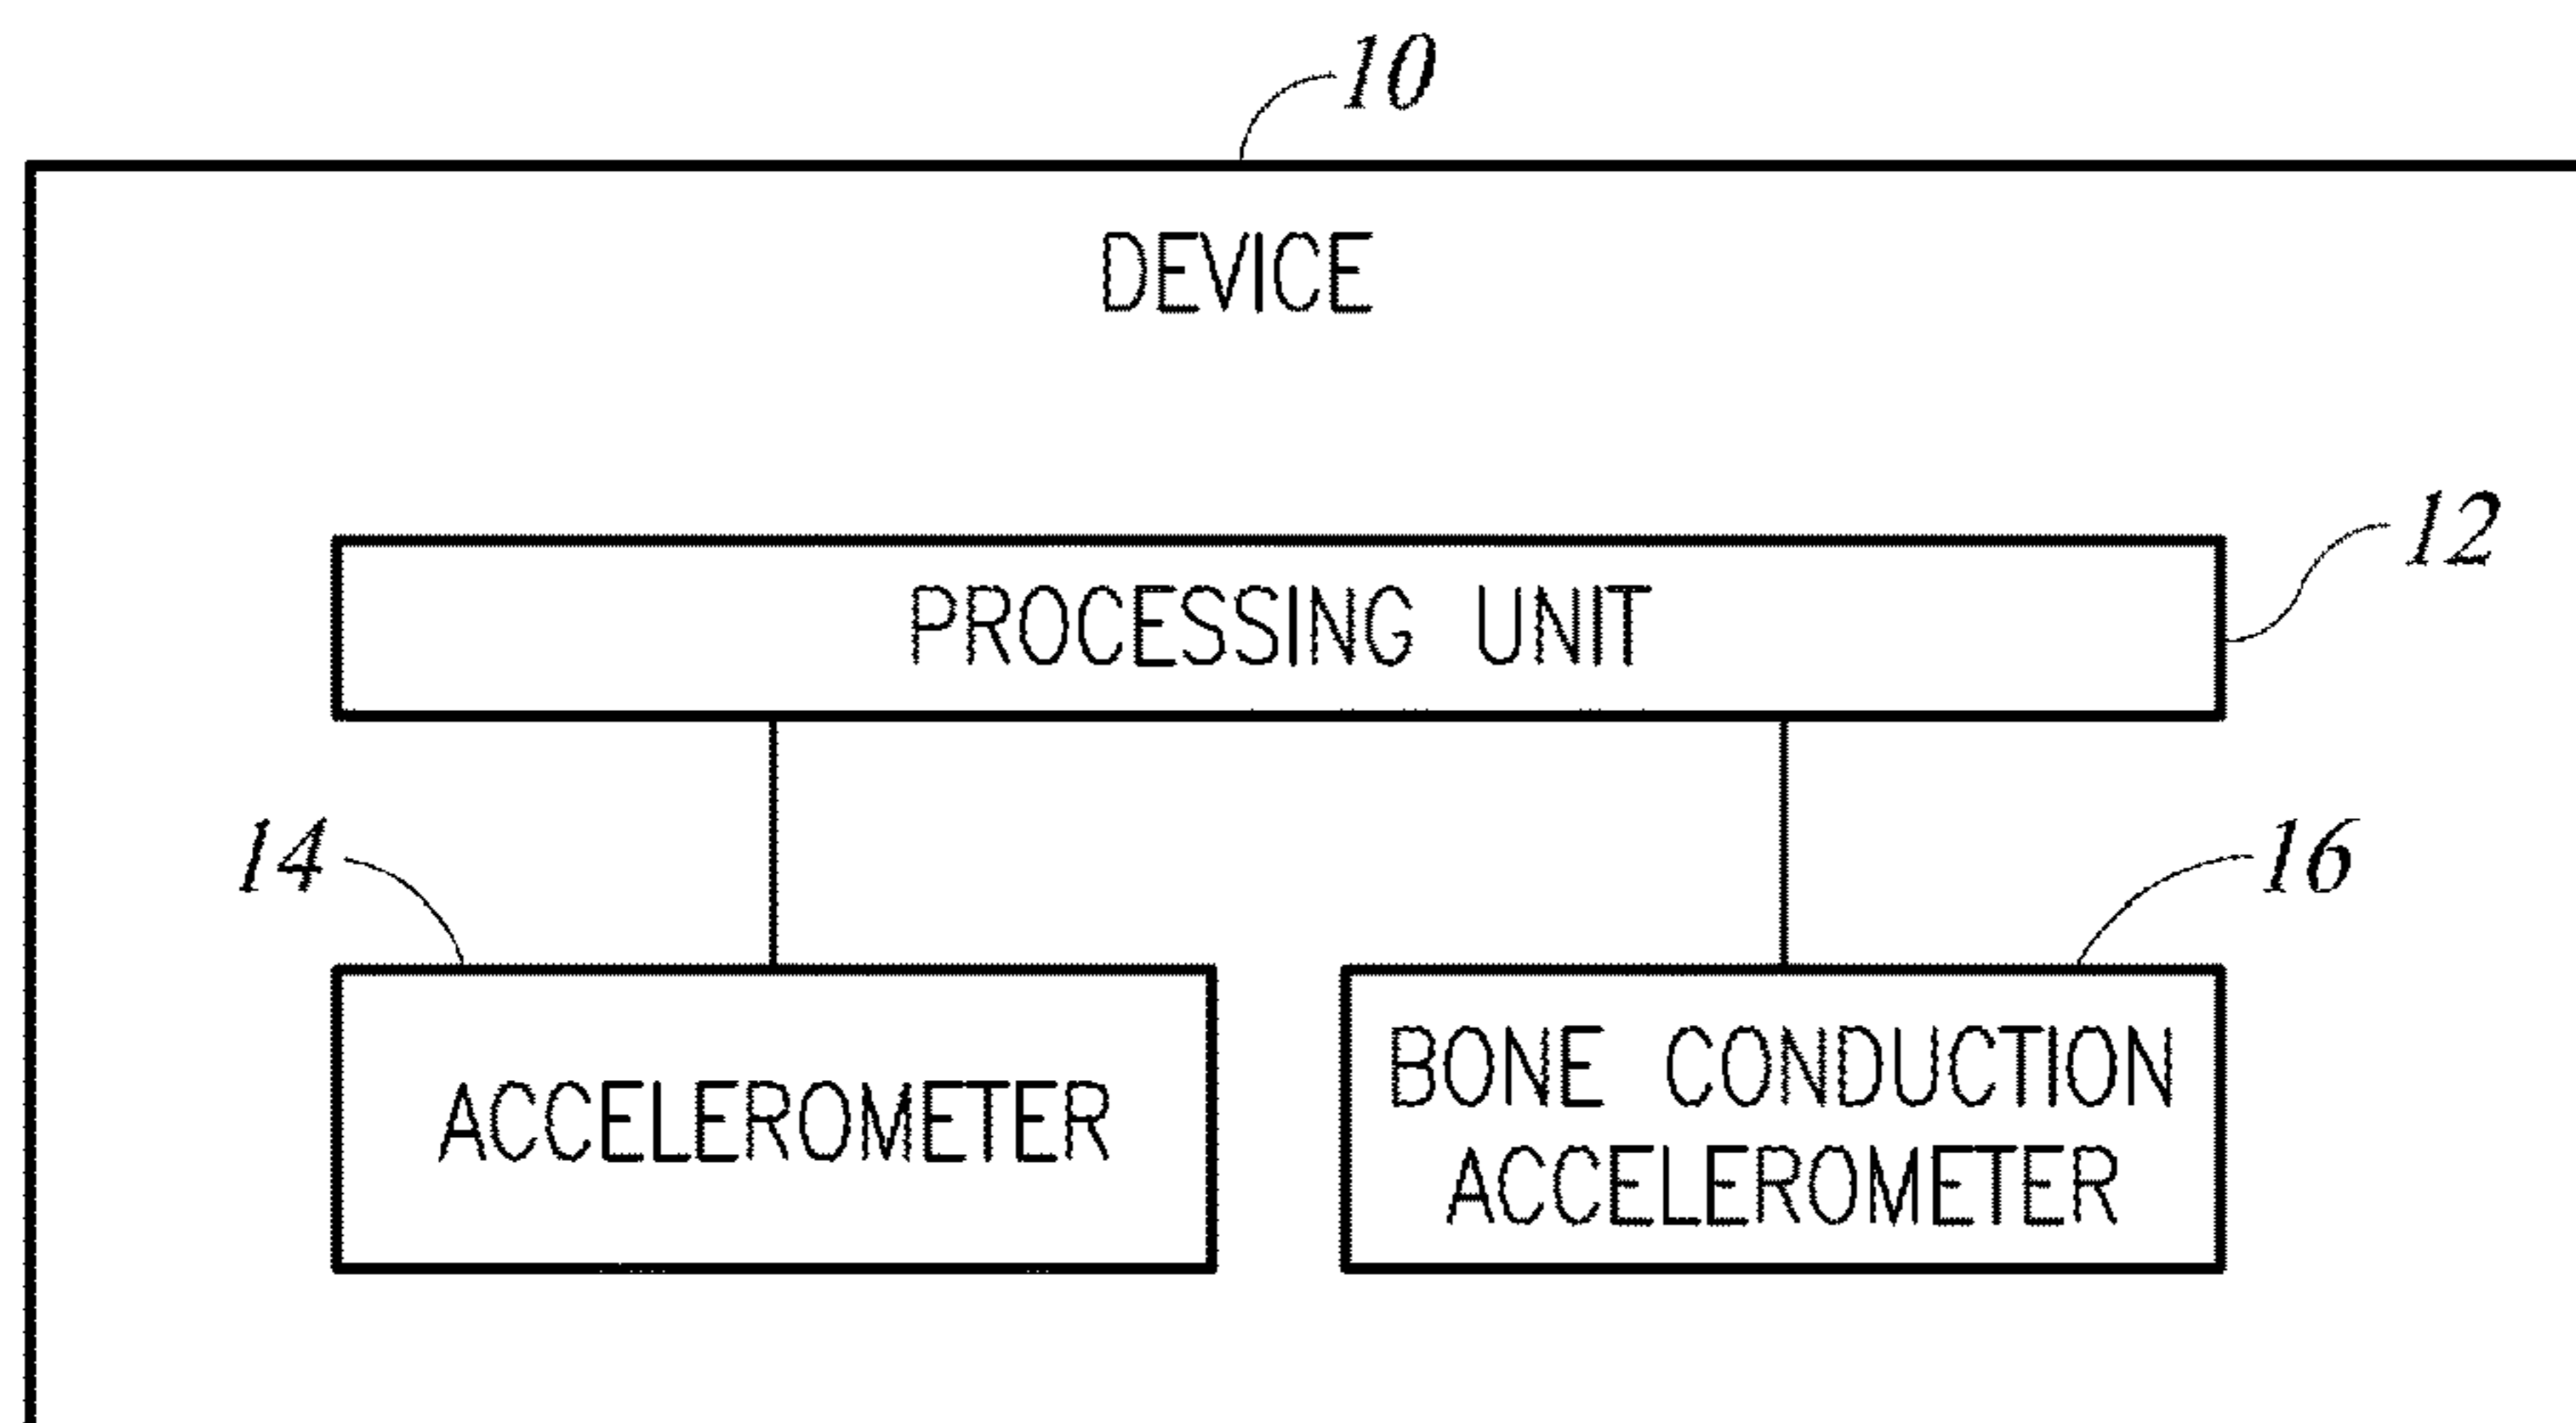 10
DEVICE
12
PROCESSING UNIT
14
16
ACCELEROMETER
BONE CONDUCTION
ACCELEROMETER